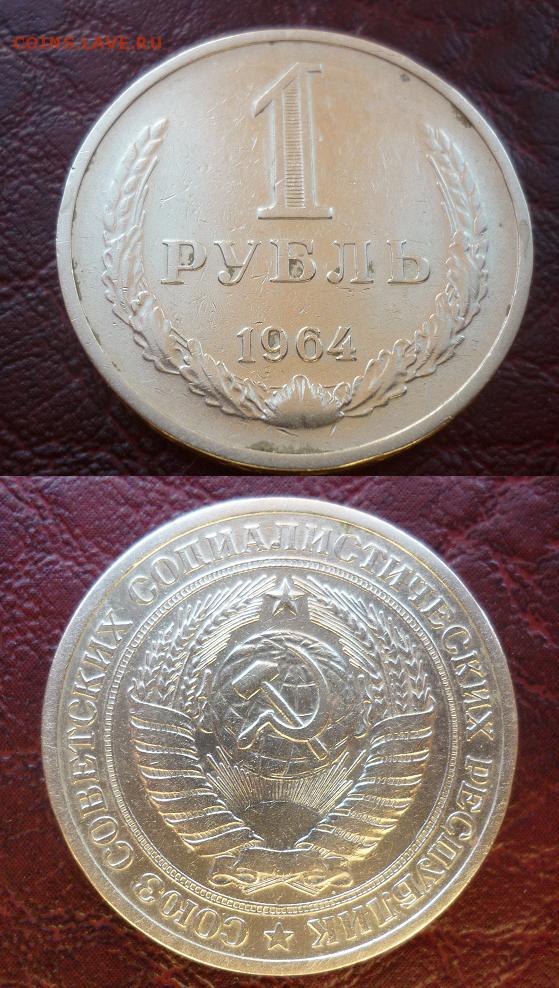 COINS.LAVE.RU
1
РУБЛЬ
1964
СОЮЗ СОВЕТСКИХ СОЦИАЛИСТИЧЕСКИХ РЕСПУБЛИК